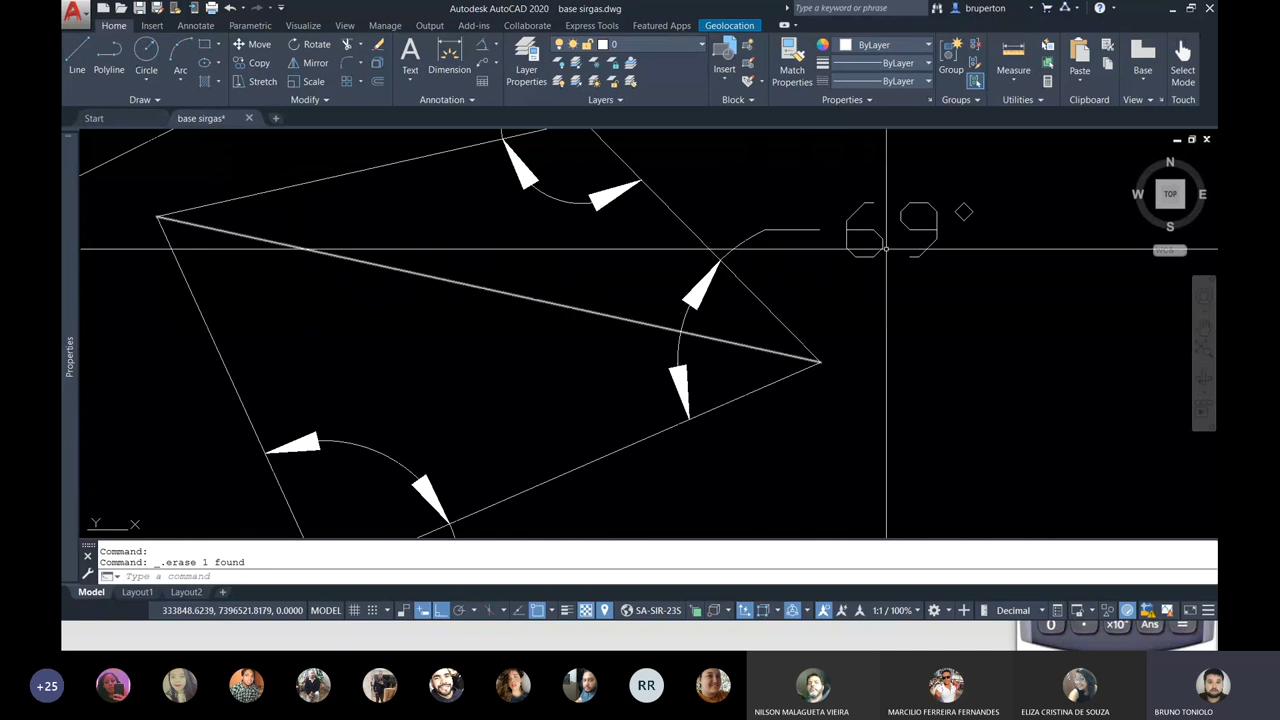 Autodesk AutoCAD 2020 base sirgas.dwg
Type a keyword or phrase
bruperton
Home Insert Annotate Parametric Visualize View Manage Output Add-ins Collaborate Express Tools Featured Apps Geolocation
Line Polyline Circle Arc
Move Rotate
Copy Mirror
Stretch Scale
Text Dimension
Layer Properties
0
Insert
Match Properties
ByLayer
ByLayer
ByLayer
Group
Measure
Paste
Base
Select Mode
Draw Modify Annotation Layers Block Properties Groups Utilities Clipboard View Touch
Start base sirgas*
Properties
69°
N
W TOP E
S
WCS
Y X
Command:
Command: _.erase 1 found
Type a command
Model Layout1 Layout2
333848.6239, 7396521.8179, 0.0000 MODEL SA-SIR-23S 1:1 / 100% Decimal
0 . x10 Ans =
+25 RR
NILSON MALAGUETA VIEIRA MARCILIO FERREIRA FERNANDES ELIZA CRISTINA DE SOUZA BRUNO TONIOLO